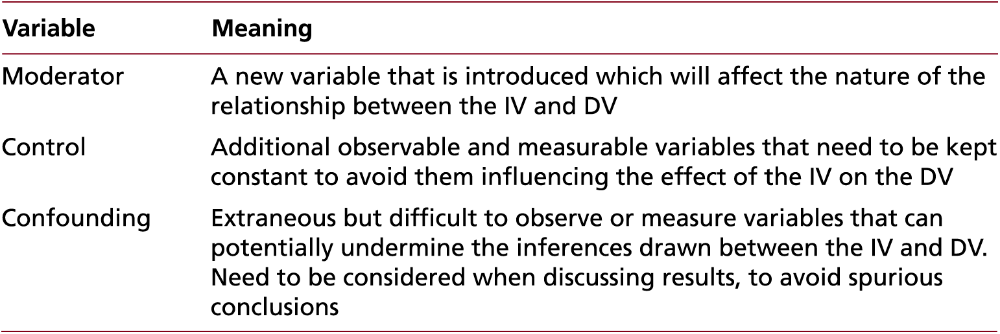 Variable Meaning
Moderator A new variable that is introduced which will affect the nature of the
relationship between the IV and DV
Control Additional observable and measurable variables that need to be kept
constant to avoid them influencing the effect of the IV on the DV
Confounding Extraneous but difficult to observe or measure variables that can
potentially undermine the inferences drawn between the IV and DV.
Need to be considered when discussing results, to avoid spurious
conclusions